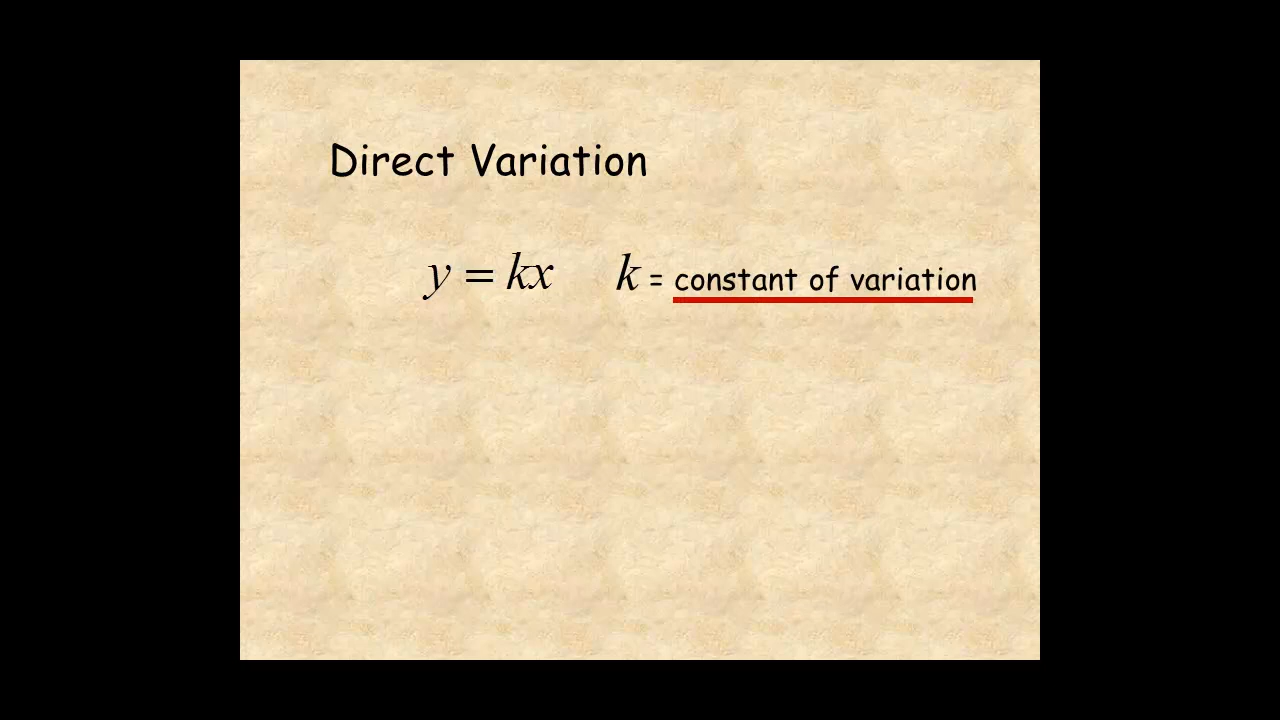 Direct Variation
y = kx k = constant of variation